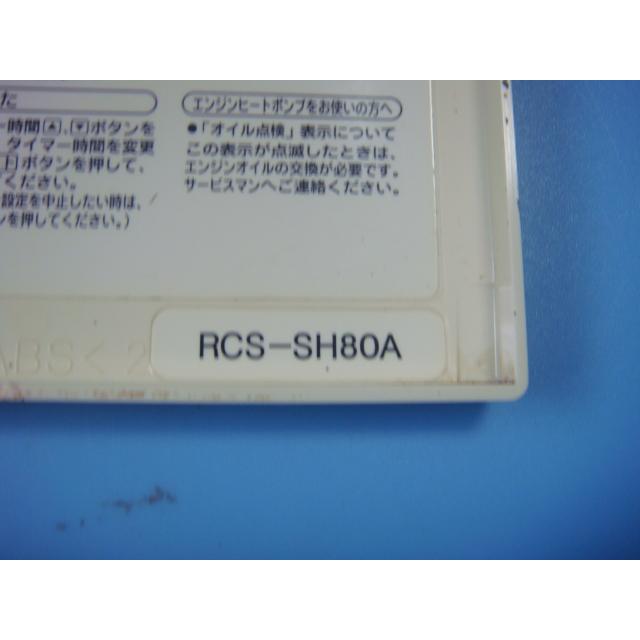 た
ー時間▲、▼ボタンを
タイマー時間を変更
ボタンを押して、
ください。
設定を中止したい時は、
ンを押してください。)
エンジンヒートポンプをお使いの方へ
●「オイル点検」表示について
この表示が点滅したときは、
エンジンオイルの交換が必要です。
サービスマンへご連絡ください。
ABS< 2
RCS-SH80A